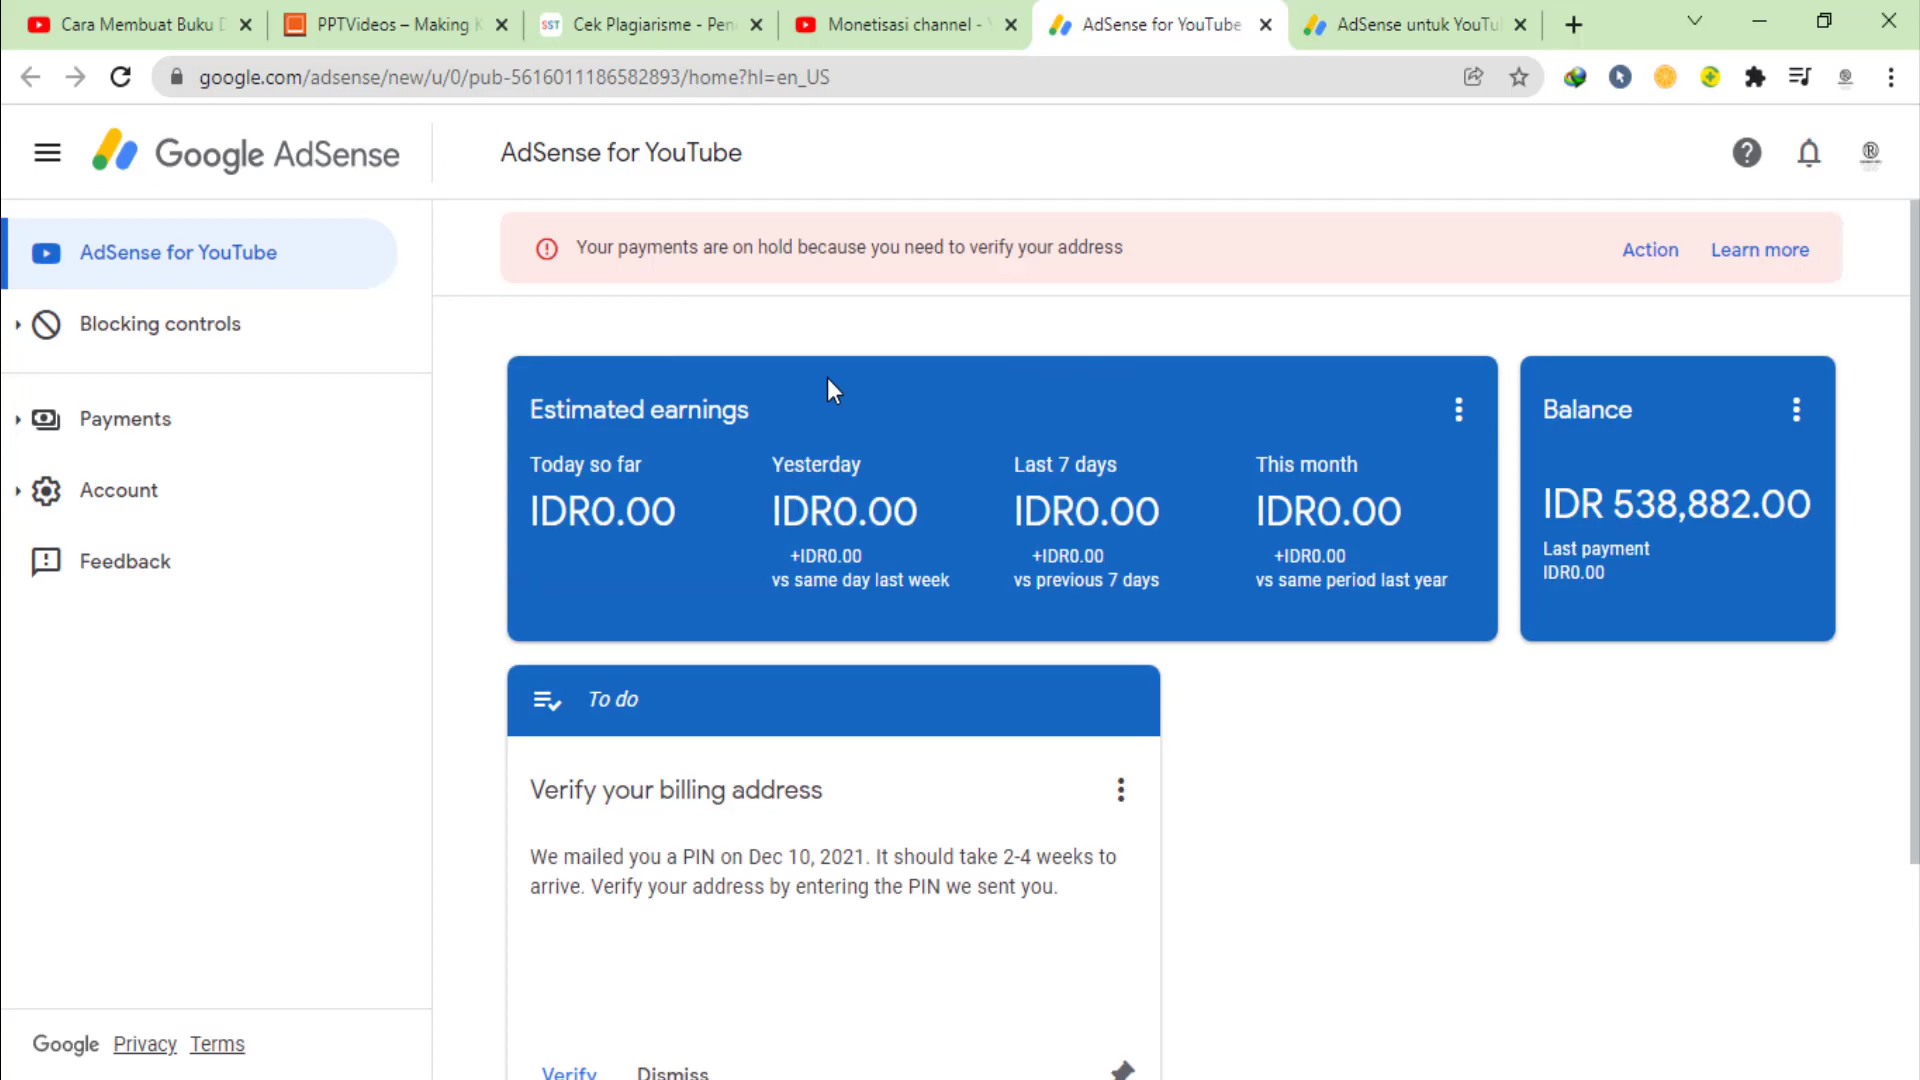 Cara Membuat Buku D
PPTVideos – Making K
SST Cek Plagiarisme - Pen
Monetisasi channel -
AdSense for YouTube
AdSense untuk YouTu
google.com/adsense/new/u/0/pub-5616011186582893/home?hl=en_US
Google AdSense
AdSense for YouTube
AdSense for YouTube
Your payments are on hold because you need to verify your address
Action
Learn more
Blocking controls
Payments
Account
Feedback
Estimated earnings
Today so far
Yesterday
Last 7 days
This month
IDR0.00
IDR0.00
IDR0.00
IDR0.00
+IDR0.00
+IDR0.00
+IDR0.00
vs same day last week
vs previous 7 days
vs same period last year
Balance
IDR 538,882.00
Last payment
IDR0.00
To do
Verify your billing address
We mailed you a PIN on Dec 10, 2021. It should take 2-4 weeks to
arrive. Verify your address by entering the PIN we sent you.
Verify
Dismiss
Google Privacy Terms